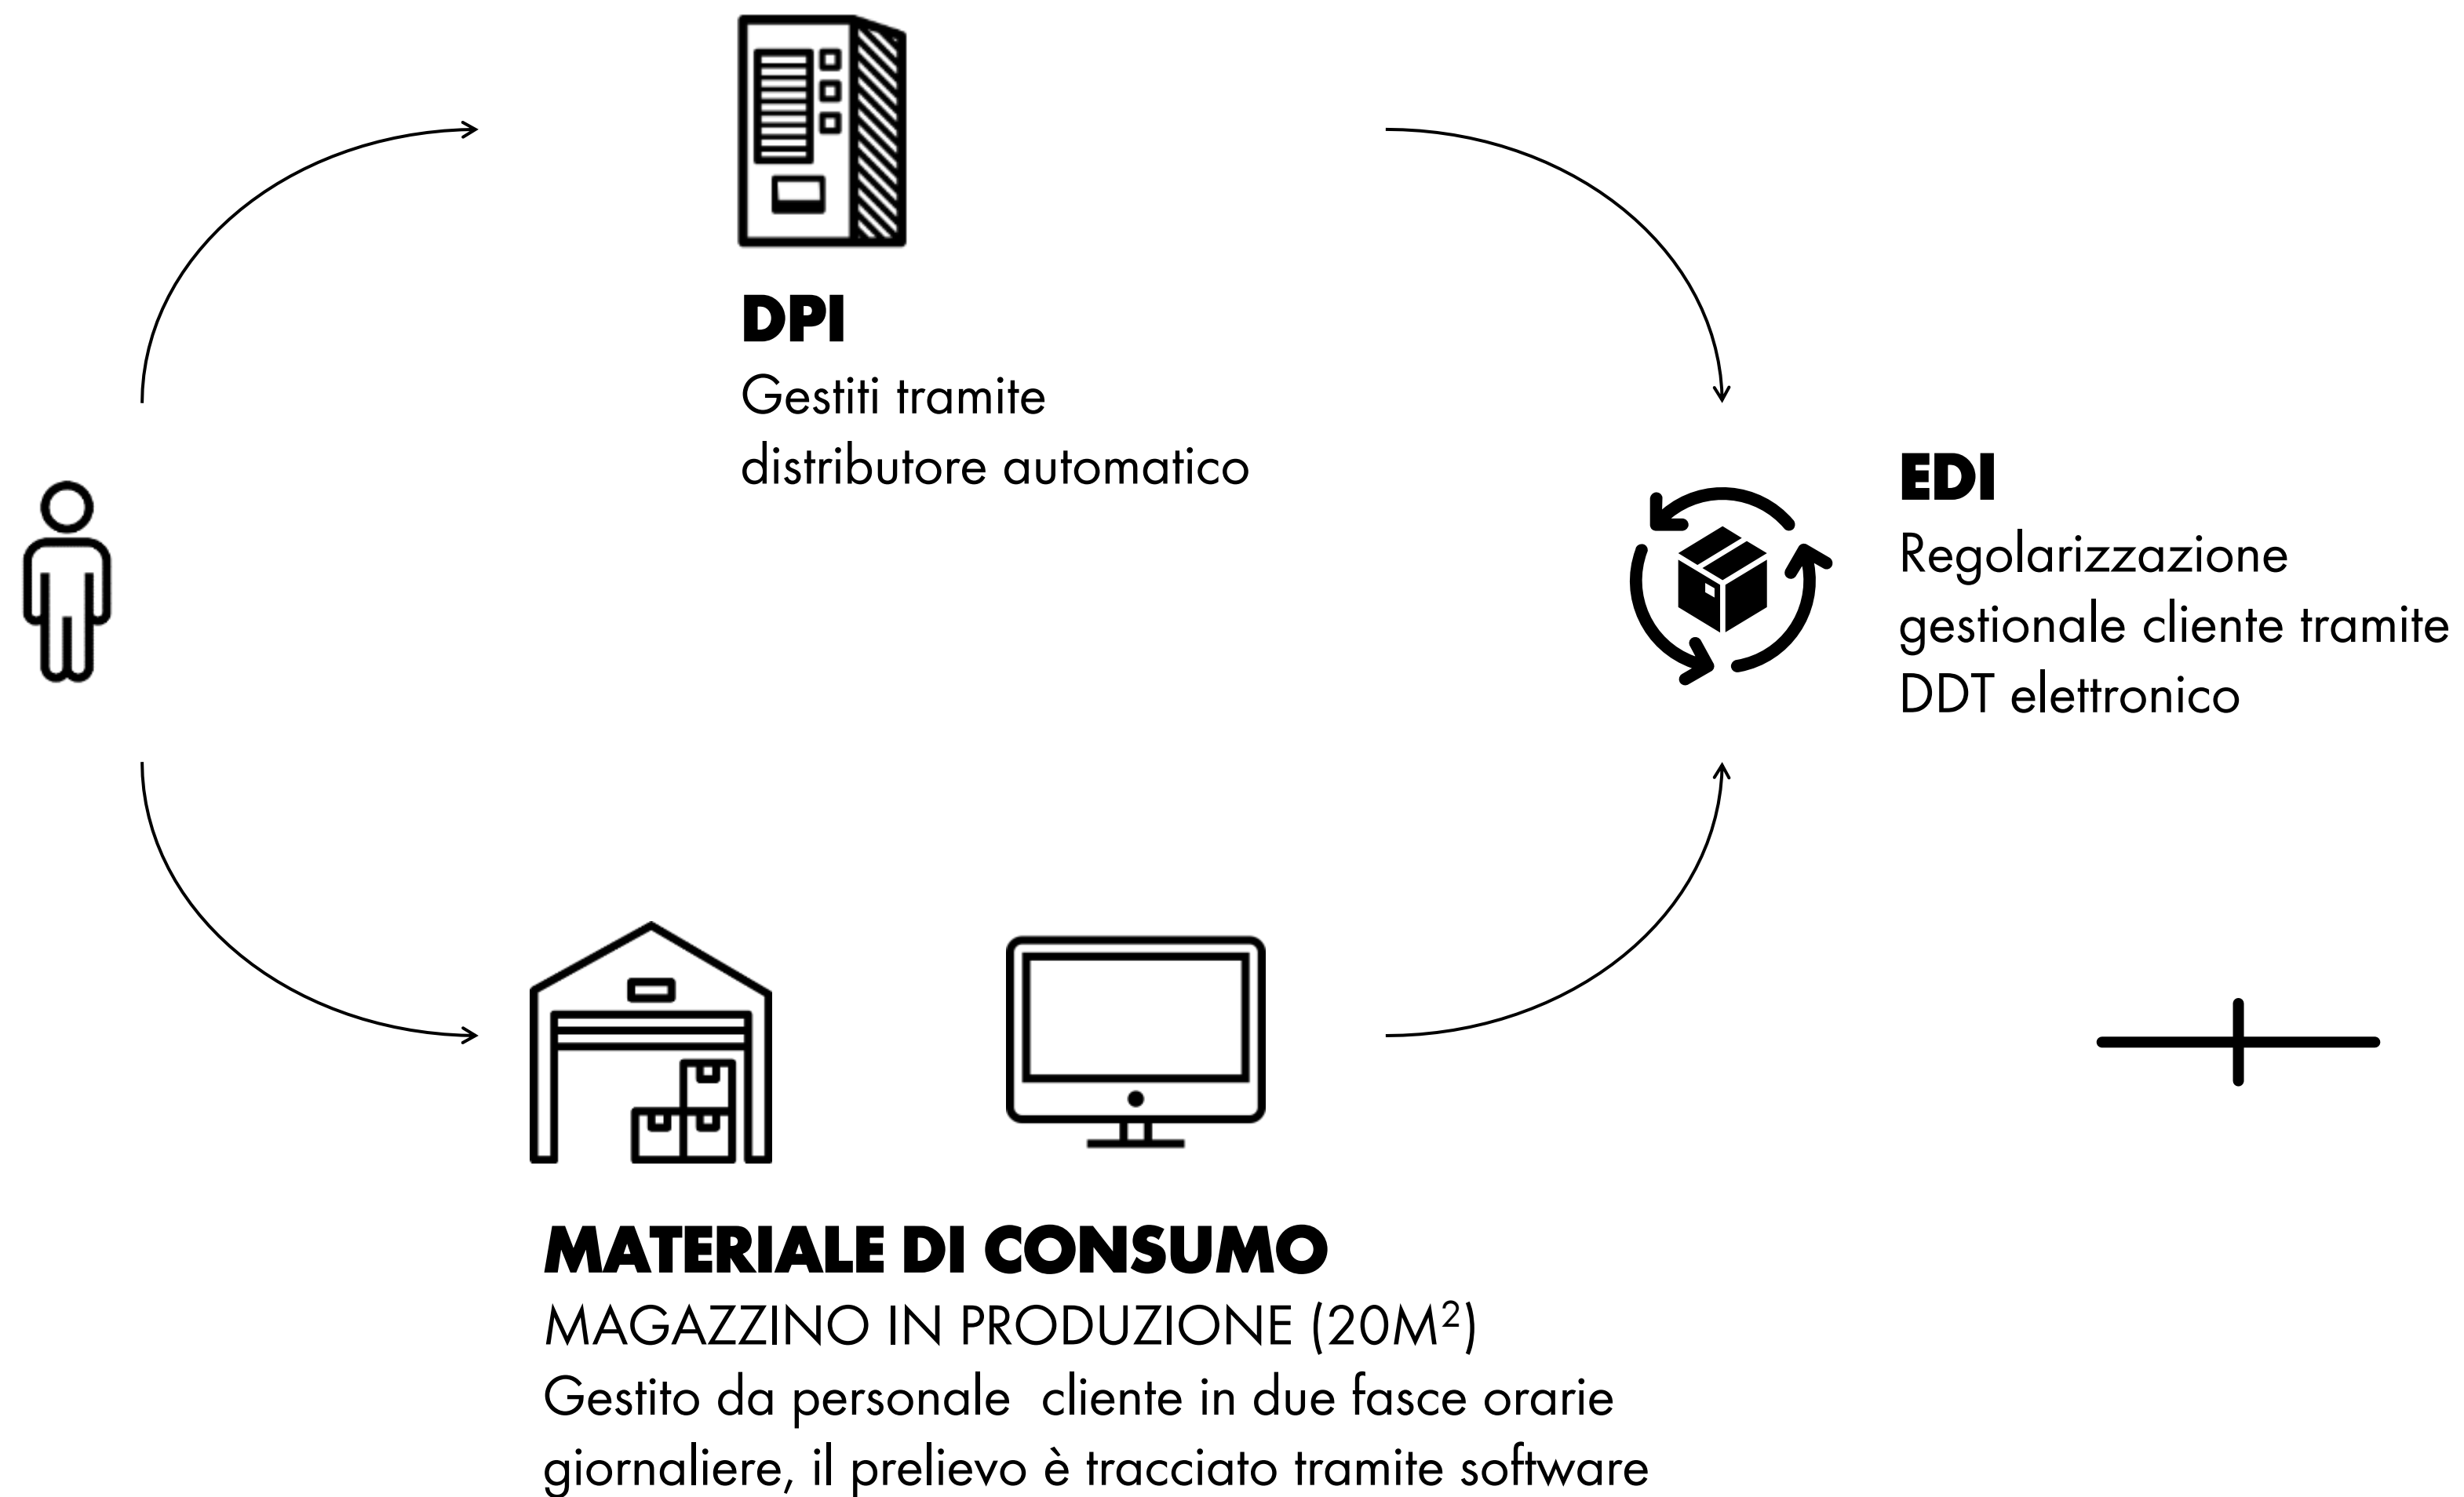 DPI
Gestiti tramite
distributore automatico
EDI
Regolarizzazione
gestionale cliente tramite
DDT elettronico
MATERIALE DI CONSUMO
MAGAZZINO IN PRODUZIONE (20M²)
Gestito da personale  cliente in due fasce orarie
giornaliere, il prelievo è tracciato tramite software